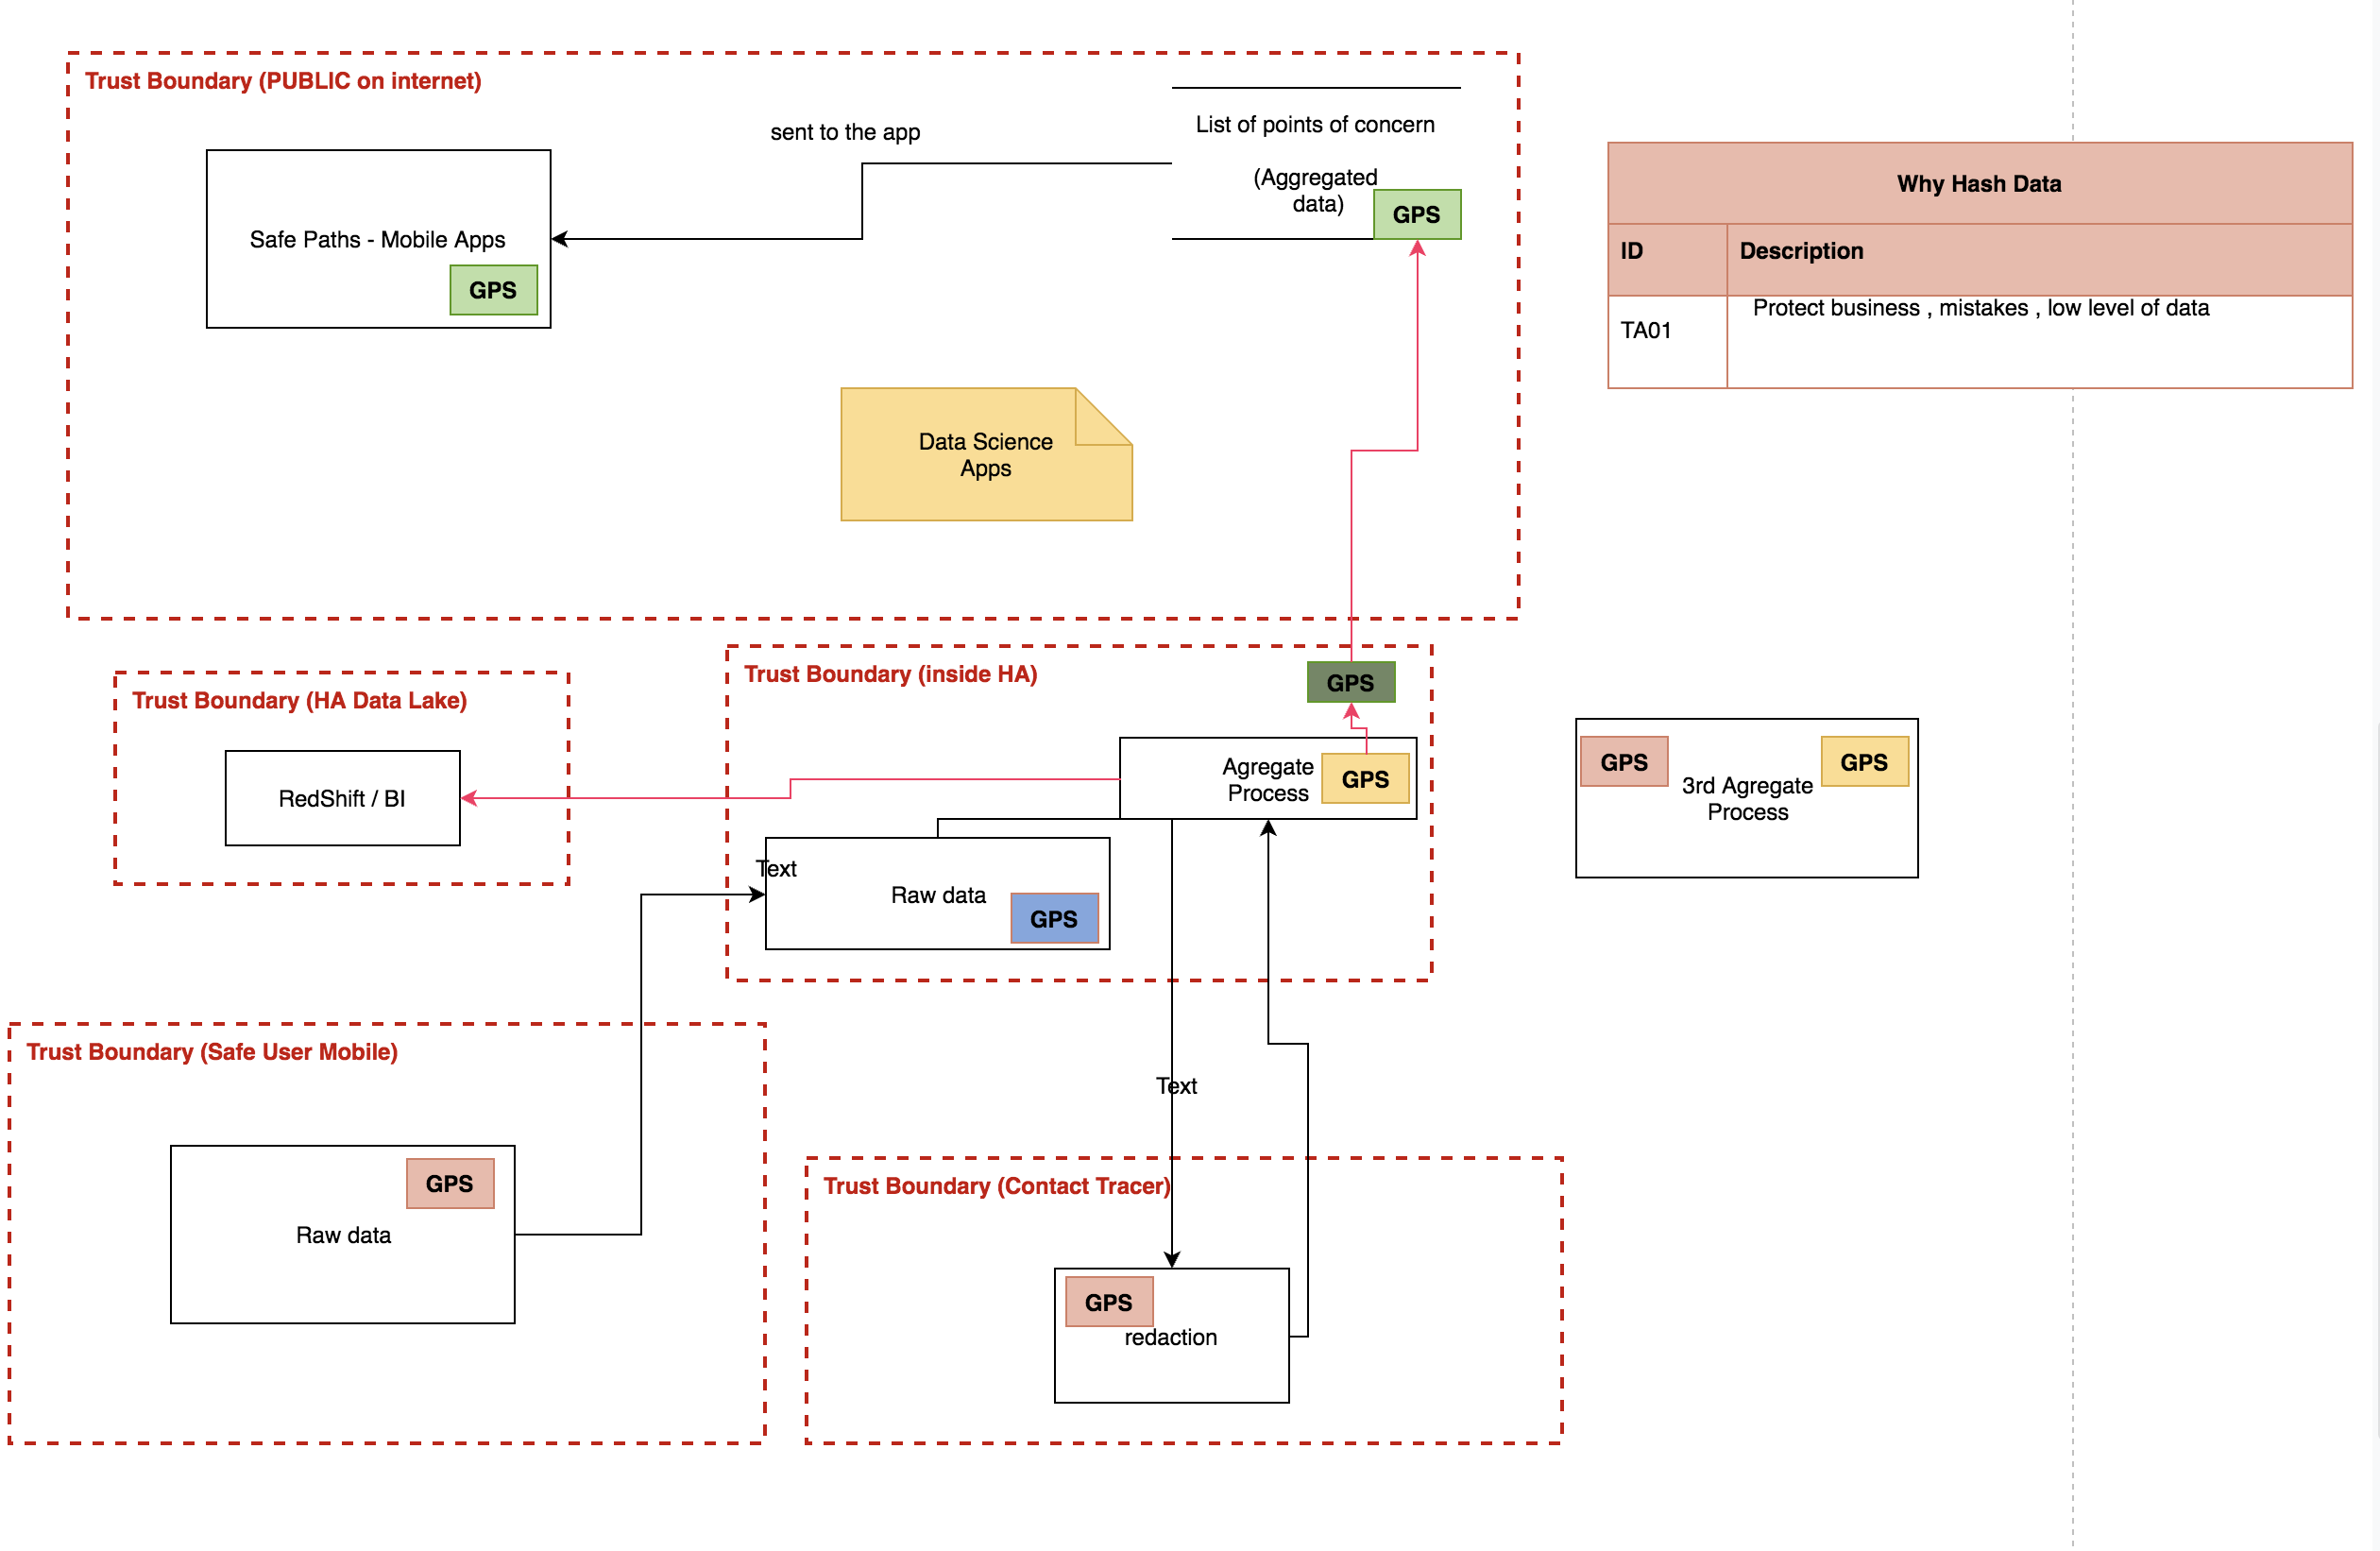 Trust Boundary (PUBLIC on internet)
sent to the app
List of points of concern
(Aggregated
data)
GPS
Safe Paths - Mobile Apps
GPS
Data Science
Apps
Why Hash Data
ID
Description
TA01
Protect business , mistakes , low level of data
Trust Boundary (HA Data Lake)
RedShift / BI
Trust Boundary (inside HA)
GPS
Agregate
Process
GPS
Text
Raw data
GPS
GPS
3rd Agregate
Process
GPS
Trust Boundary (Safe User Mobile)
GPS
Raw data
Text
Trust Boundary (Contact Tracer)
GPS
redaction